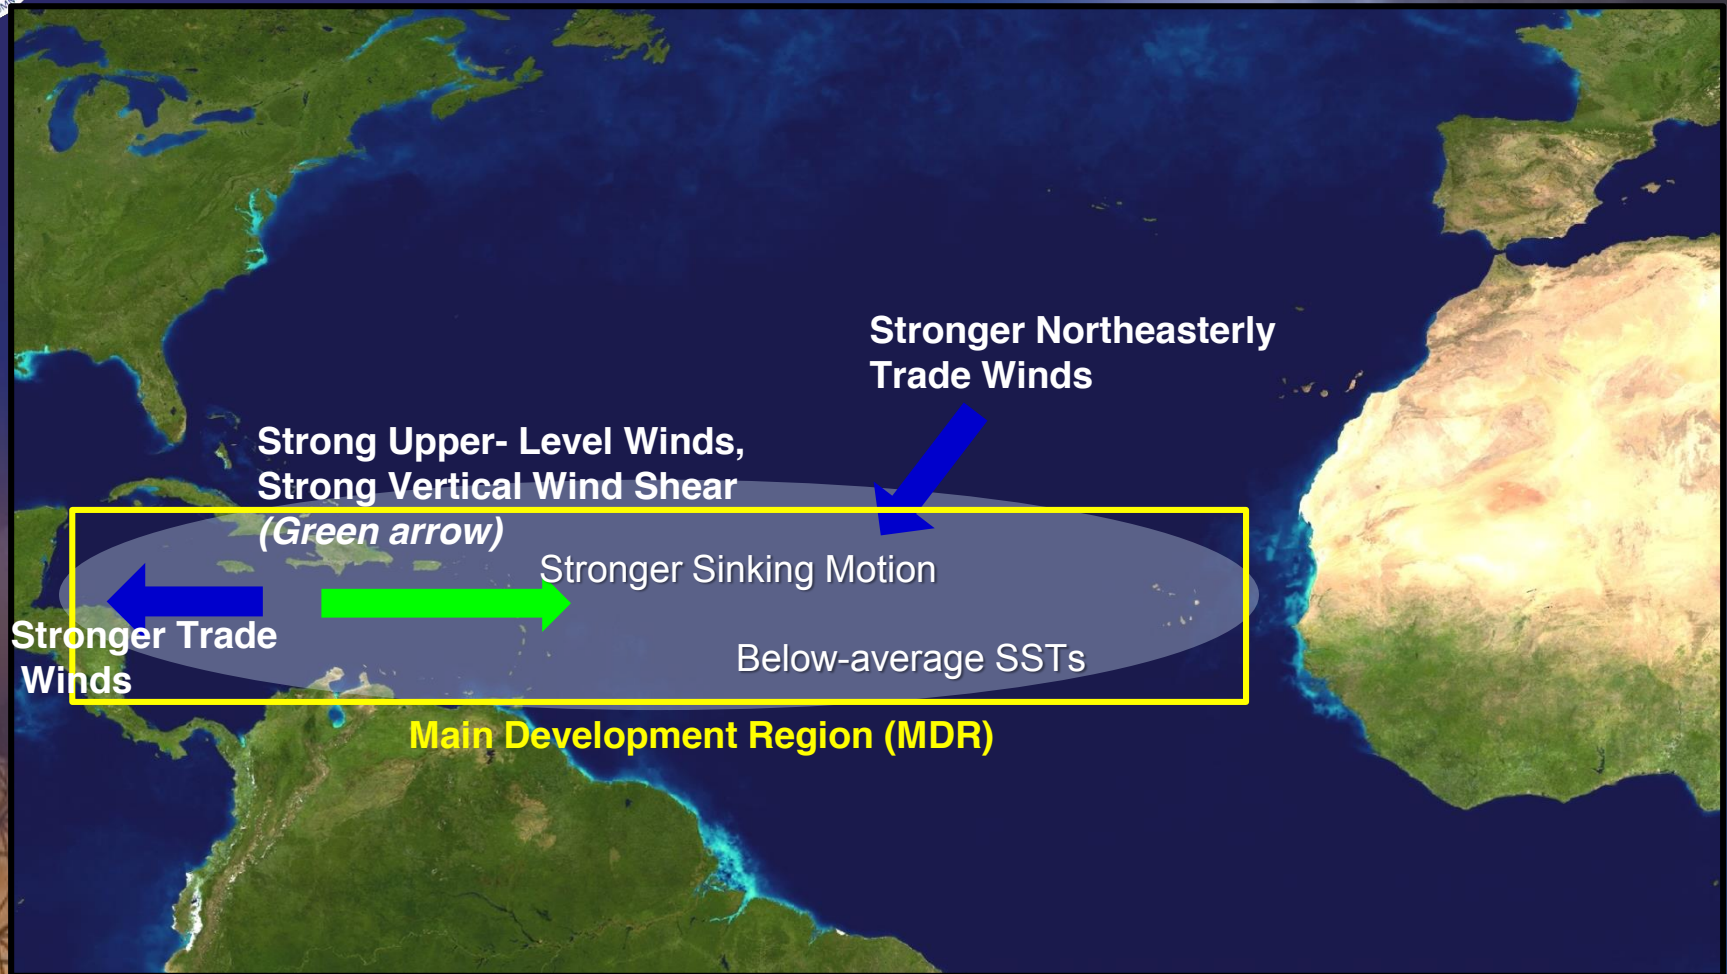 Stronger Northeasterly
Trade Winds
Strong Upper- Level Winds,
Strong Vertical Wind Shear
(Green arrow)
Stronger Sinking Motion
Stronger Trade
Winds
Below-average SSTs
Main Development Region (MDR)